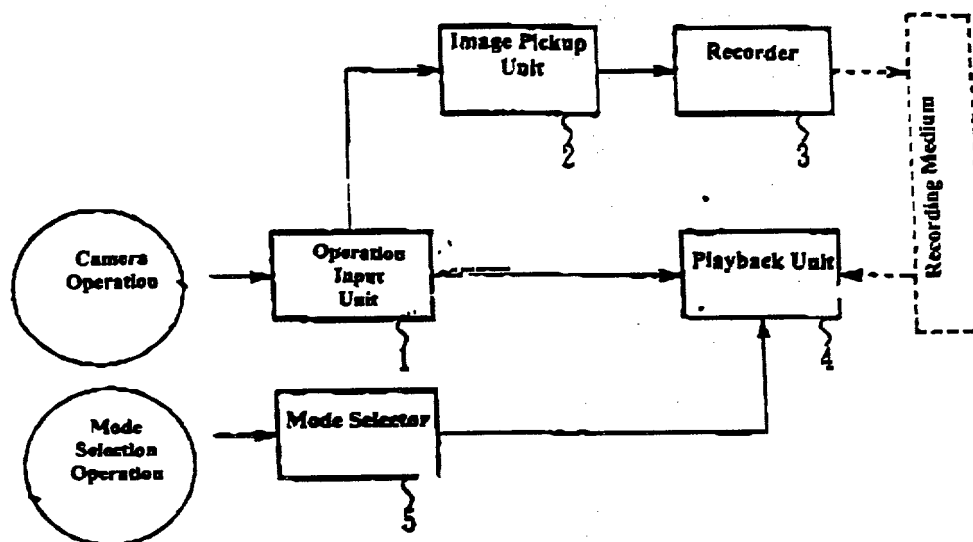 Image Pickup
Unit
2
Recorder
3
Recording Medium
Camera
Operation
Operation
Input
Unit
1
Playback Unit
4
Mode
Selection
Operation
Mode Selector
5